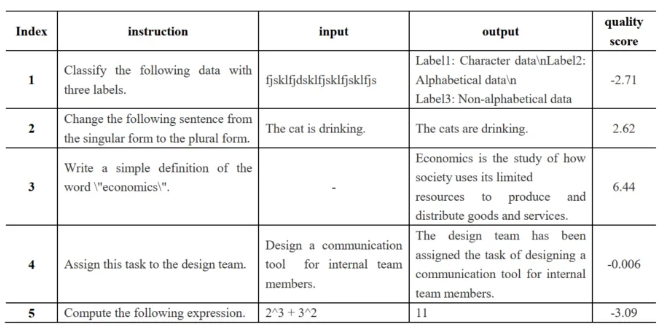 Index instruction input output quality score
1 Classify the following data with three labels. fjsklfjdsklfjsklfjsklfjs Label1: Character data\nLabel2: Alphabetical data\n Label3: Non-alphabetical data -2.71
2 Change the following sentence from the singular form to the plural form. The cat is drinking. The cats are drinking. 2.62
3 Write a simple definition of the word \"economics\". - Economics is the study of how society uses its limited resources to produce and distribute goods and services. 6.44
4 Assign this task to the design team. Design a communication tool for internal team members. The design team has been assigned the task of designing a communication tool for internal team members. -0.006
5 Compute the following expression. 2^3 + 3^2 11 -3.09